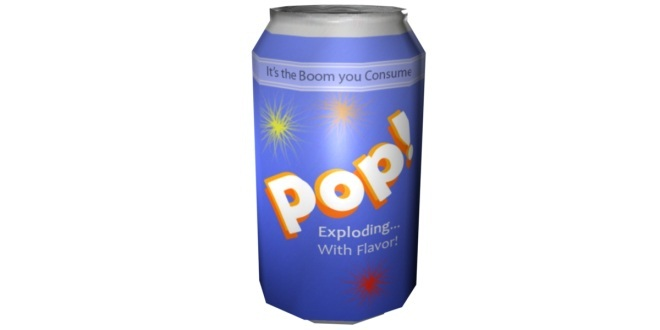 It's the Boom you Consume
Pop!
Exploding...
With Flavor!